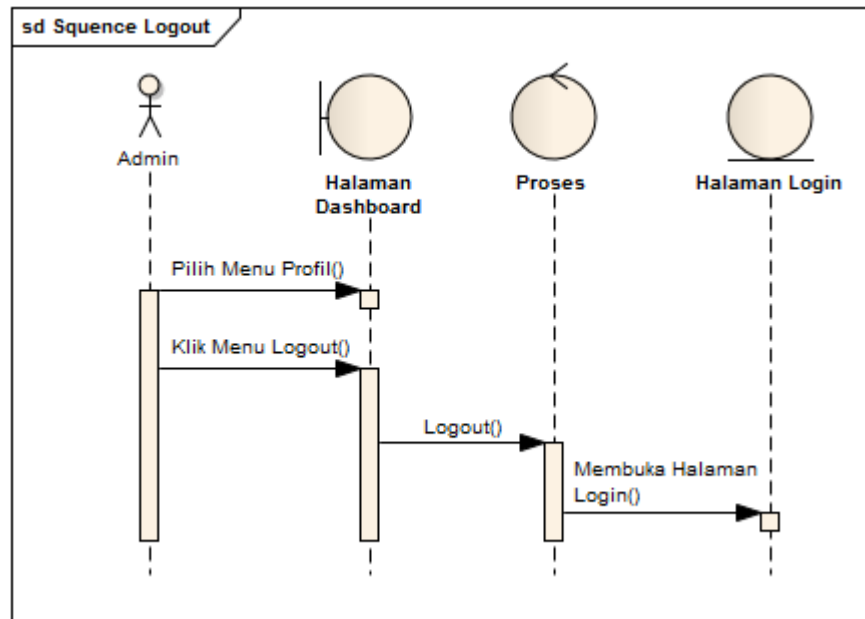 sd Squence Logout
Admin
Halaman
Dashboard
Proses
Halaman Login
Pilih Menu Profil()
Klik Menu Logout()
Logout()
Membuka Halaman
Login()